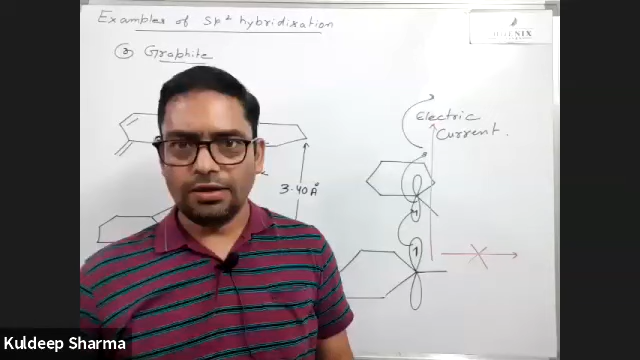 Examples of sp² hybridisation
③ Graphite
Electric
Current.
3.40 A°
Kuldeep Sharma